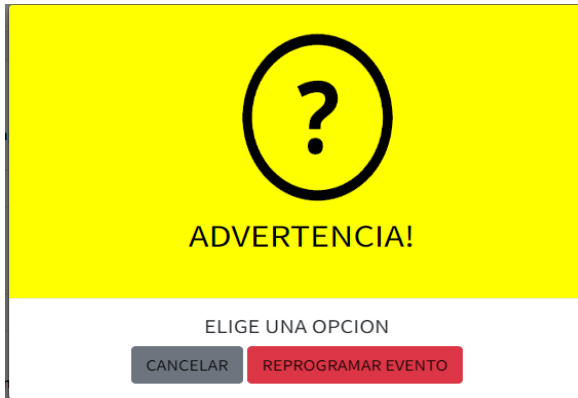 ?
ADVERTENCIA!
ELIGE UNA OPCION
CANCELAR REPROGRAMAR EVENTO